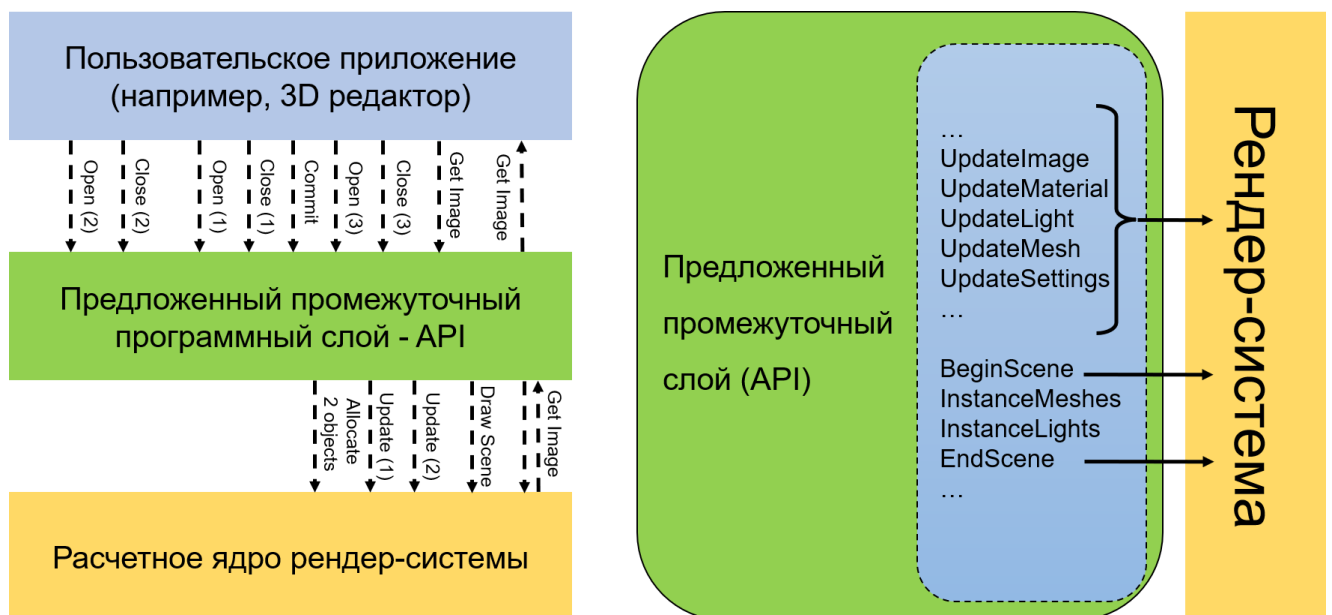 Пользовательское приложение
(например, 3D редактор)
Open (2)
Close (2)
Open (1)
Close (1)
Commit
Open (3)
Close (3)
Get Image
Get Image
Предложенный промежуточный
программный слой - API
Allocate
2 objects
Update (1)
Update (2)
Draw Scene
Get Image
Расчетное ядро рендер-системы
Предложенный
промежуточный
слой (API)
...
UpdateImage
UpdateMaterial
UpdateLight
UpdateMesh
UpdateSettings
...
BeginScene
InstanceMeshes
InstanceLights
EndScene
...
Рендер-система